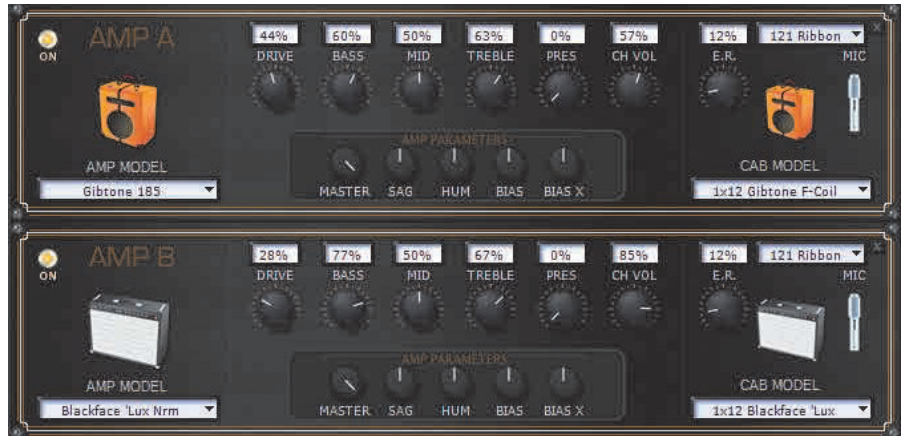 AMP A
ON
44% 60% 50% 63% 0% 57% 12% 121 Ribbon X
DRIVE BASS MID TREBLE PRES CH VOL E.R. MIC
AMP PARAMETERS
MASTER SAG HUM BIAS BIAS X
AMP MODEL
Gibtone 185
CAB MODEL
1x12 Gibtone F-Coil
AMP B
ON
28% 77% 50% 67% 0% 85% 12% 121 Ribbon X
DRIVE BASS MID TREBLE PRES CH VOL E.R. MIC
AMP PARAMETERS
MASTER SAG HUM BIAS BIAS X
AMP MODEL
Blackface 'Lux Nrm
CAB MODEL
1x12 Blackface 'Lux